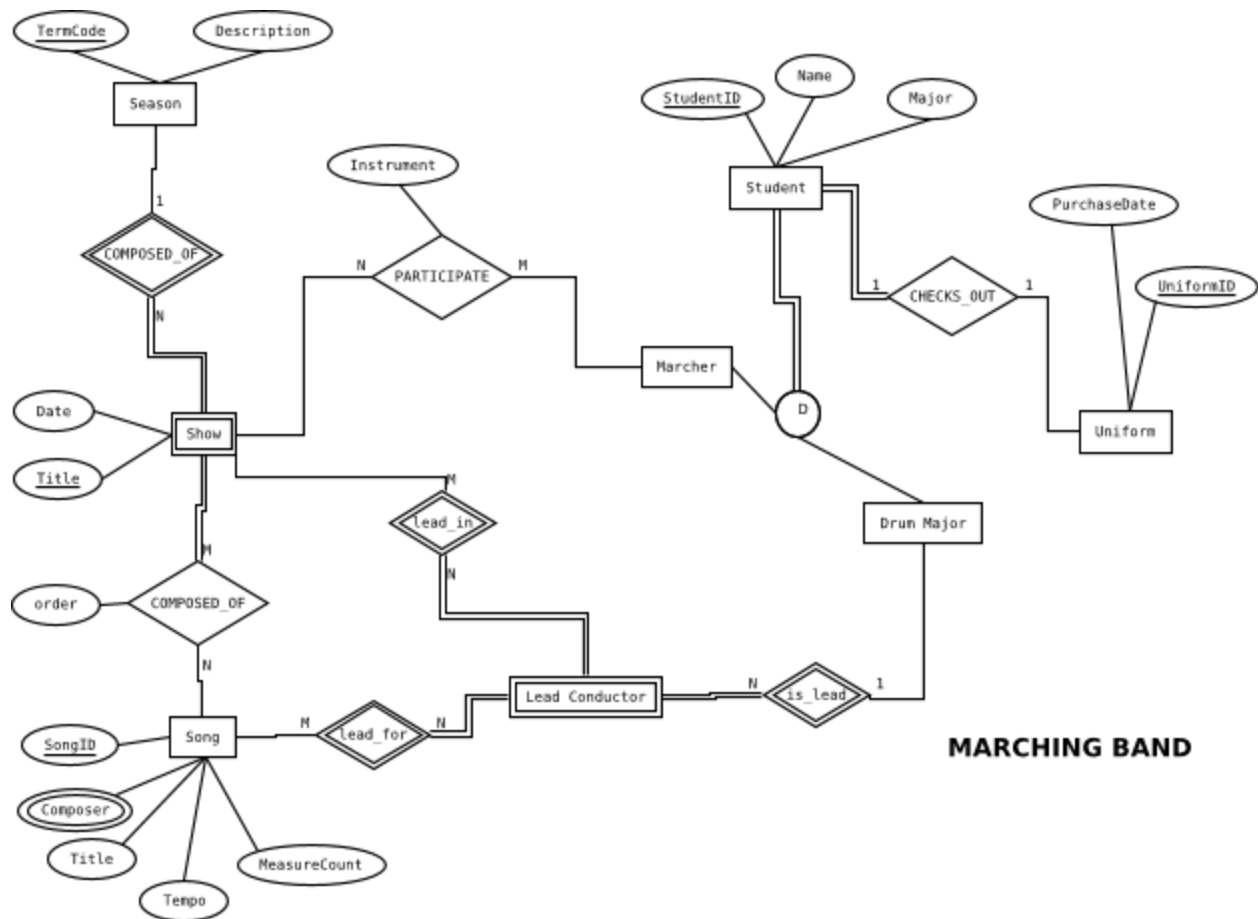 TermCode
Description
Season
1
COMPOSED_OF
N
Instrument
N
PARTICIPATE
M
StudentID
Name
Major
Student
1
CHECKS_OUT
1
PurchaseDate
UniformID
Uniform
Marcher
D
Drum Major
Date
Show
Title
M
lead_in
N
M
order
COMPOSED_OF
N
Lead Conductor
N
is_lead
1
SongID
Song
M
lead_for
N
Composer
Title
Tempo
MeasureCount
MARCHING BAND